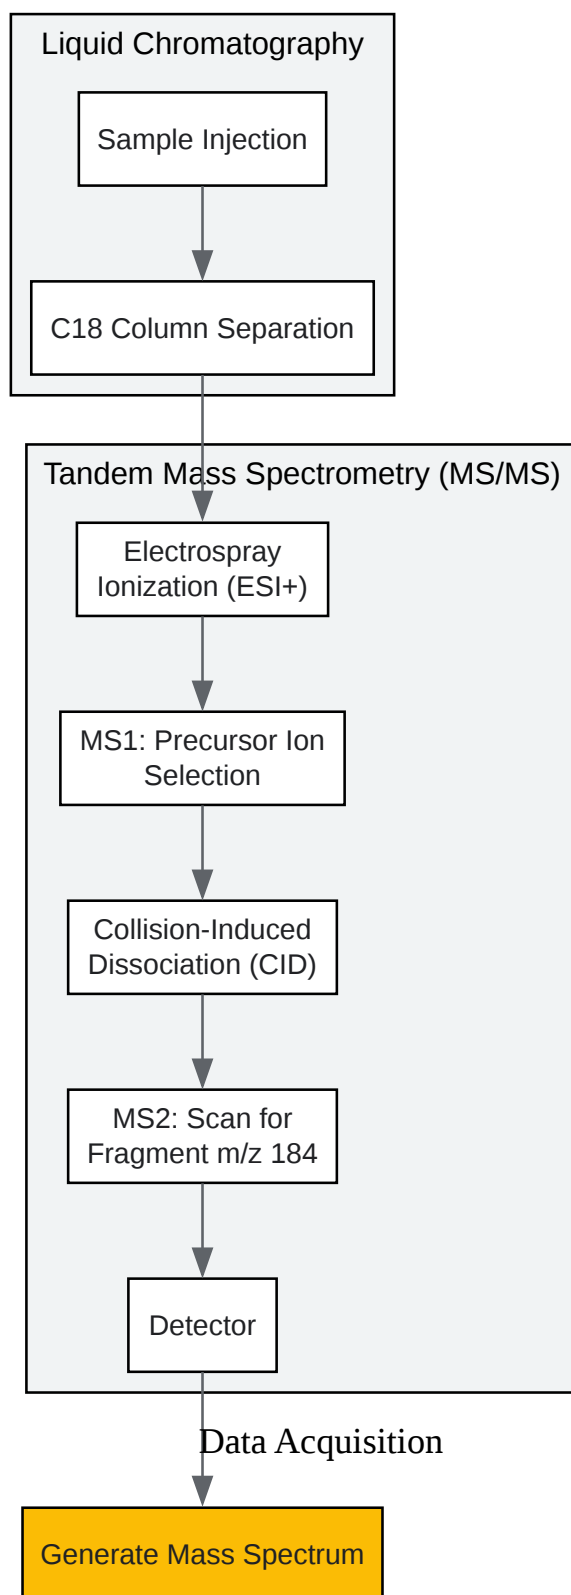 Liquid Chromatography
Sample Injection
C18 Column Separation
Tandem Mass Spectrometry (MS/MS)
Electrospray
Ionization (ESI+)
MS1: Precursor Ion
Selection
Collision-Induced
Dissociation (CID)
MS2: Scan for
Fragment m/z 184
Detector
Data Acquisition
Generate Mass Spectrum